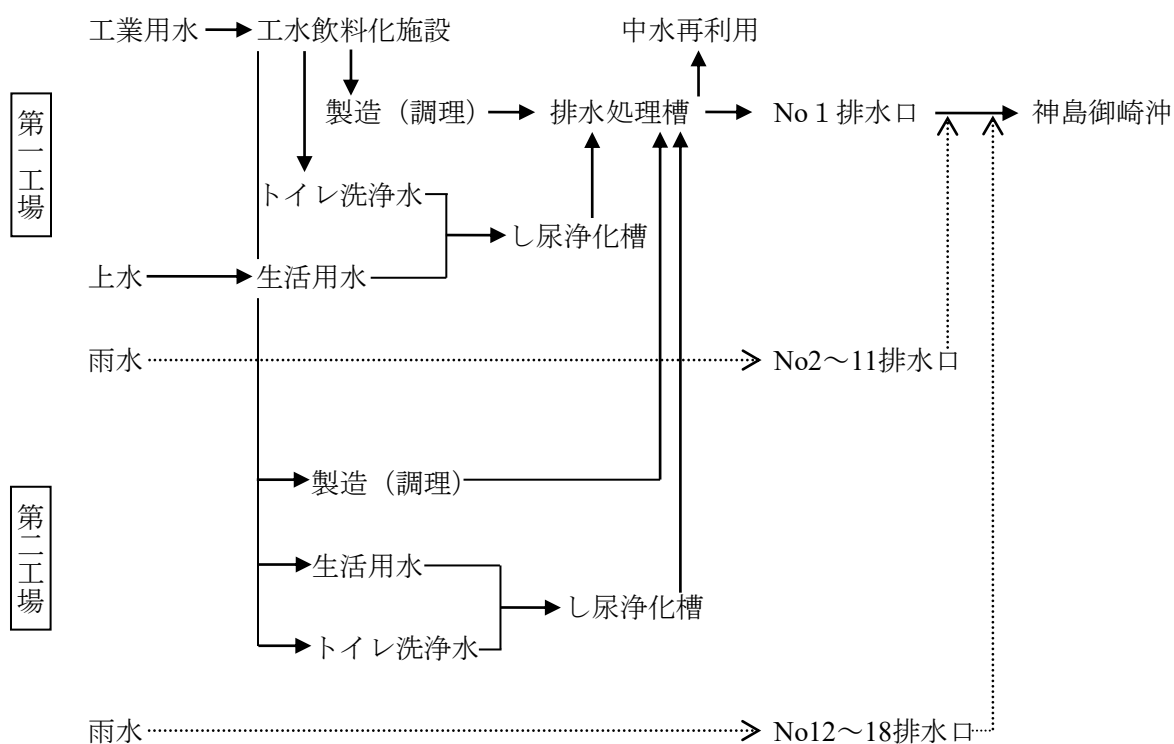 工業用水
工水飲料化施設
中水再利用
第一工場
製造（調理）
排水処理槽
No１排水口
神島御崎沖
トイレ洗浄水
し尿浄化槽
上水
生活用水
雨水
No2～11排水口
製造（調理）
第二工場
生活用水
し尿浄化槽
トイレ洗浄水
雨水
No12～18排水口